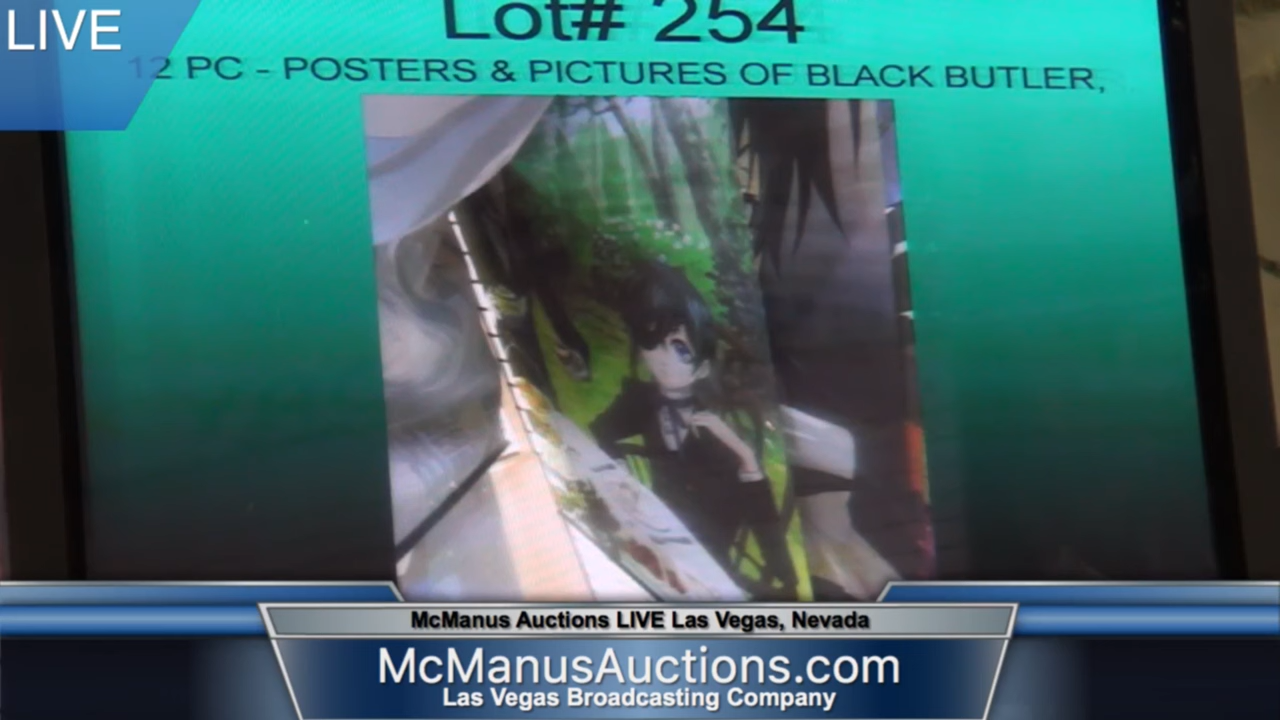 LIVE
Lot# 254
12 PC - POSTERS & PICTURES OF BLACK BUTLER,
McManus Auctions LIVE Las Vegas, Nevada
McManusAuctions.com
Las Vegas Broadcasting Company